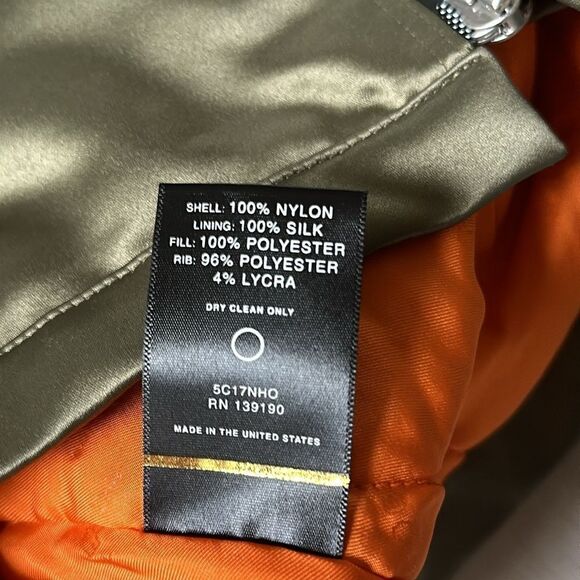 SHELL: 100% NYLON
LINING: 100% SILK
FILL: 100% POLYESTER
RIB: 96% POLYESTER
4% LYCRA
DRY CLEAN ONLY
5C17NHO
RN 139190
MADE IN THE UNITED STATES